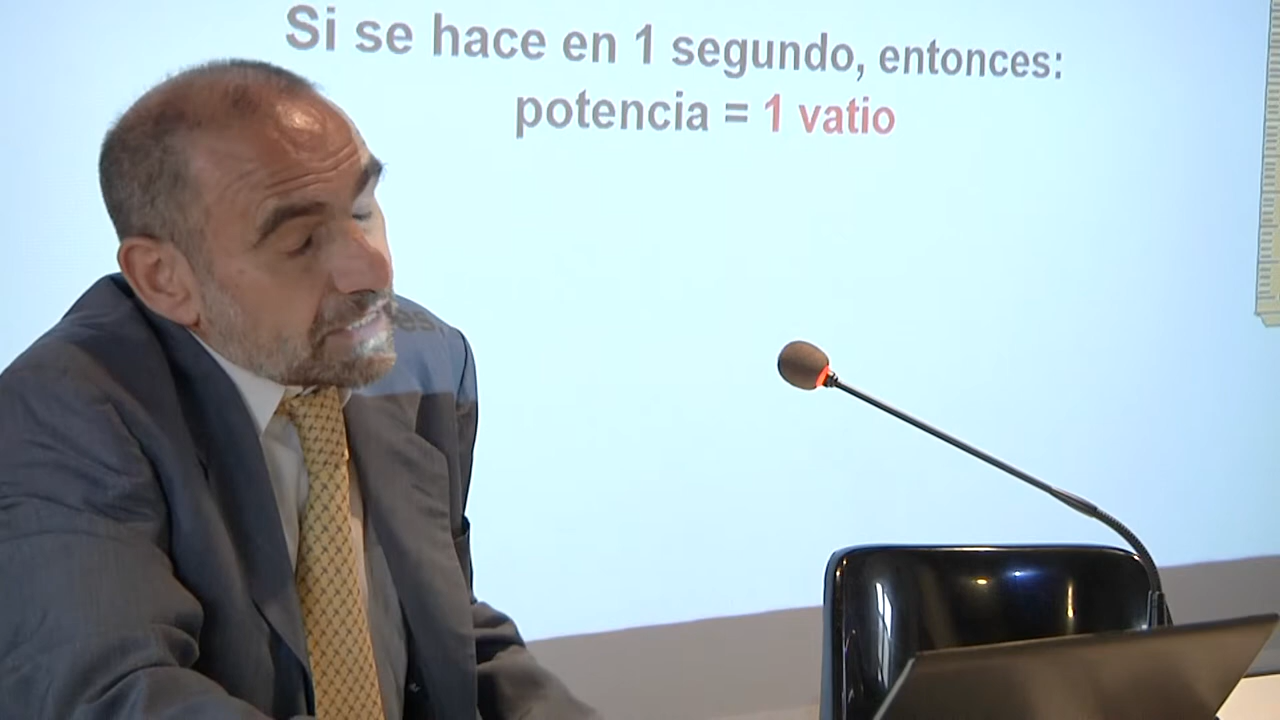 Si se hace en 1 segundo, entonces:
potencia = 1 vatio